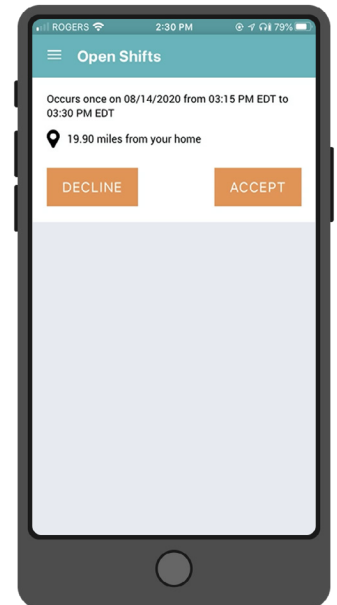 ROGERS 2:30 PM 79%
Open Shifts
Occurs once on 08/14/2020 from 03:15 PM EDT to
03:30 PM EDT
19.90 miles from your home
DECLINE ACCEPT